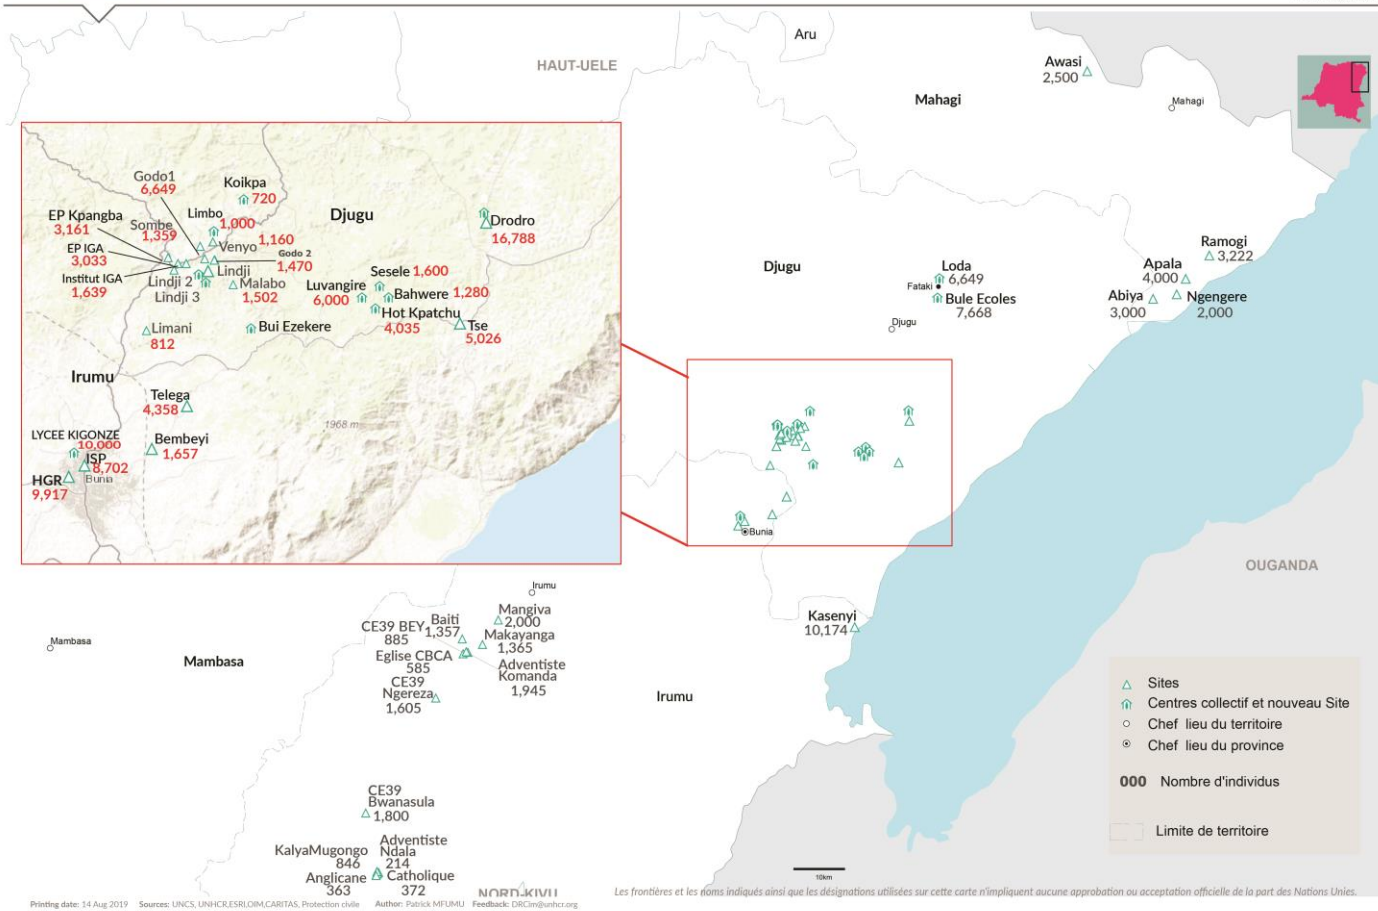 Aru
HAUT-UELE
Awasi
2,500
Mahagi
Mahagi
Godo1
6,649
Koikpa
720
EP Kpangba
3,161
Sombe
1,359
Limbo
1,000
Djugu
Drodro
16,788
EP IGA
3,033
Venyo
1,160
Godo 2
1,470
Institut IGA
1,639
Lindji 2
Lindji
Lindji 3
Malabo
1,502
Sesele 1,600
Luvangire
6,000
Bahwere 1,280
Hot Kpatchu
4,035
Tse
5,026
Limani
812
Bui Ezekere
Irumu
Telega
4,358
1968 m
LYCEE KIGONZE
10,000
ISP
8,702
Bunia
Bembeyi
1,657
HGR
9,917
Djugu
Loda
6,649
Fataki
Bule Ecoles
7,668
Djugu
Ramogi
3,222
Apala
4,000
Abiya
3,000
Ngengere
2,000
Bunia
OUGANDA
Kasenyi
10,174
Irumu
Mambasa
Mambasa
Mangiva
2,000
Baiti
1,357
CE39 BEY
885
Makayanga
1,365
Eglise CBCA
585
Adventiste
Komanda
1,945
CE39
Ngereza
1,605
Irumu
CE39
Bwanasula
1,800
Adventiste
Ndala
214
KalyaMugongo
846
Anglicane
363
Catholique
372
NORD-KIVU
Sites
Centres collectif et nouveau Site
Chef lieu du territoire
Chef lieu du province
000 Nombre d'individus
Limite de territoire
10km
Les frontières et les noms indiqués ainsi que les désignations utilisées sur cette carte n'impliquent aucune approbation ou acceptation officielle de la part des Nations Unies.
Printing date: 14 Aug 2019 Sources: UNCS, UNHCR,ESRI,OIM,CARITAS, Protection civile Author: Patrick MFUMU Feedback: DRCim@unhcr.org